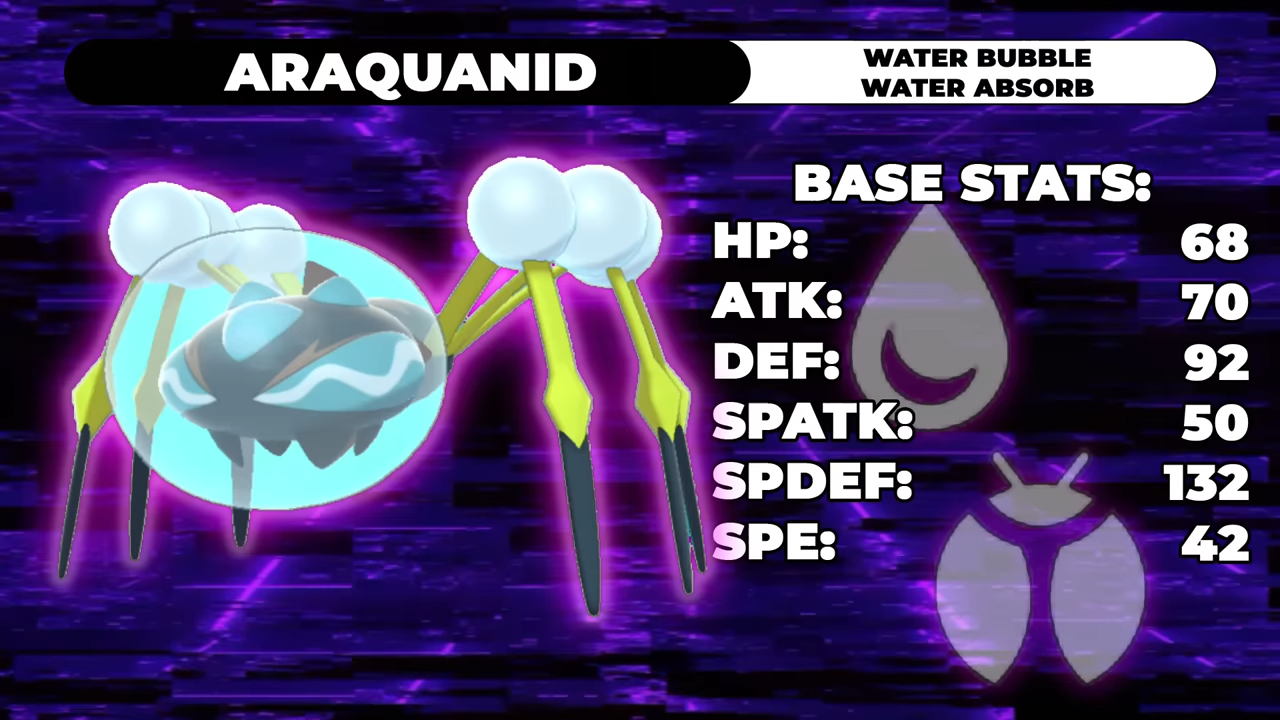 ARAQUANID
WATER BUBBLE
WATER ABSORB
BASE STATS:
HP: 68
ATK: 70
DEF: 92
SPATK: 50
SPDEF: 132
SPE: 42